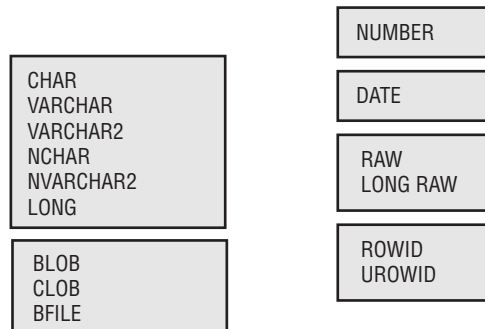 CHAR
VARCHAR
VARCHAR2
NCHAR
NVARCHAR2
LONG
BLOB
CLOB
BFILE
NUMBER
DATE
RAW
LONG RAW
ROWID
UROWID